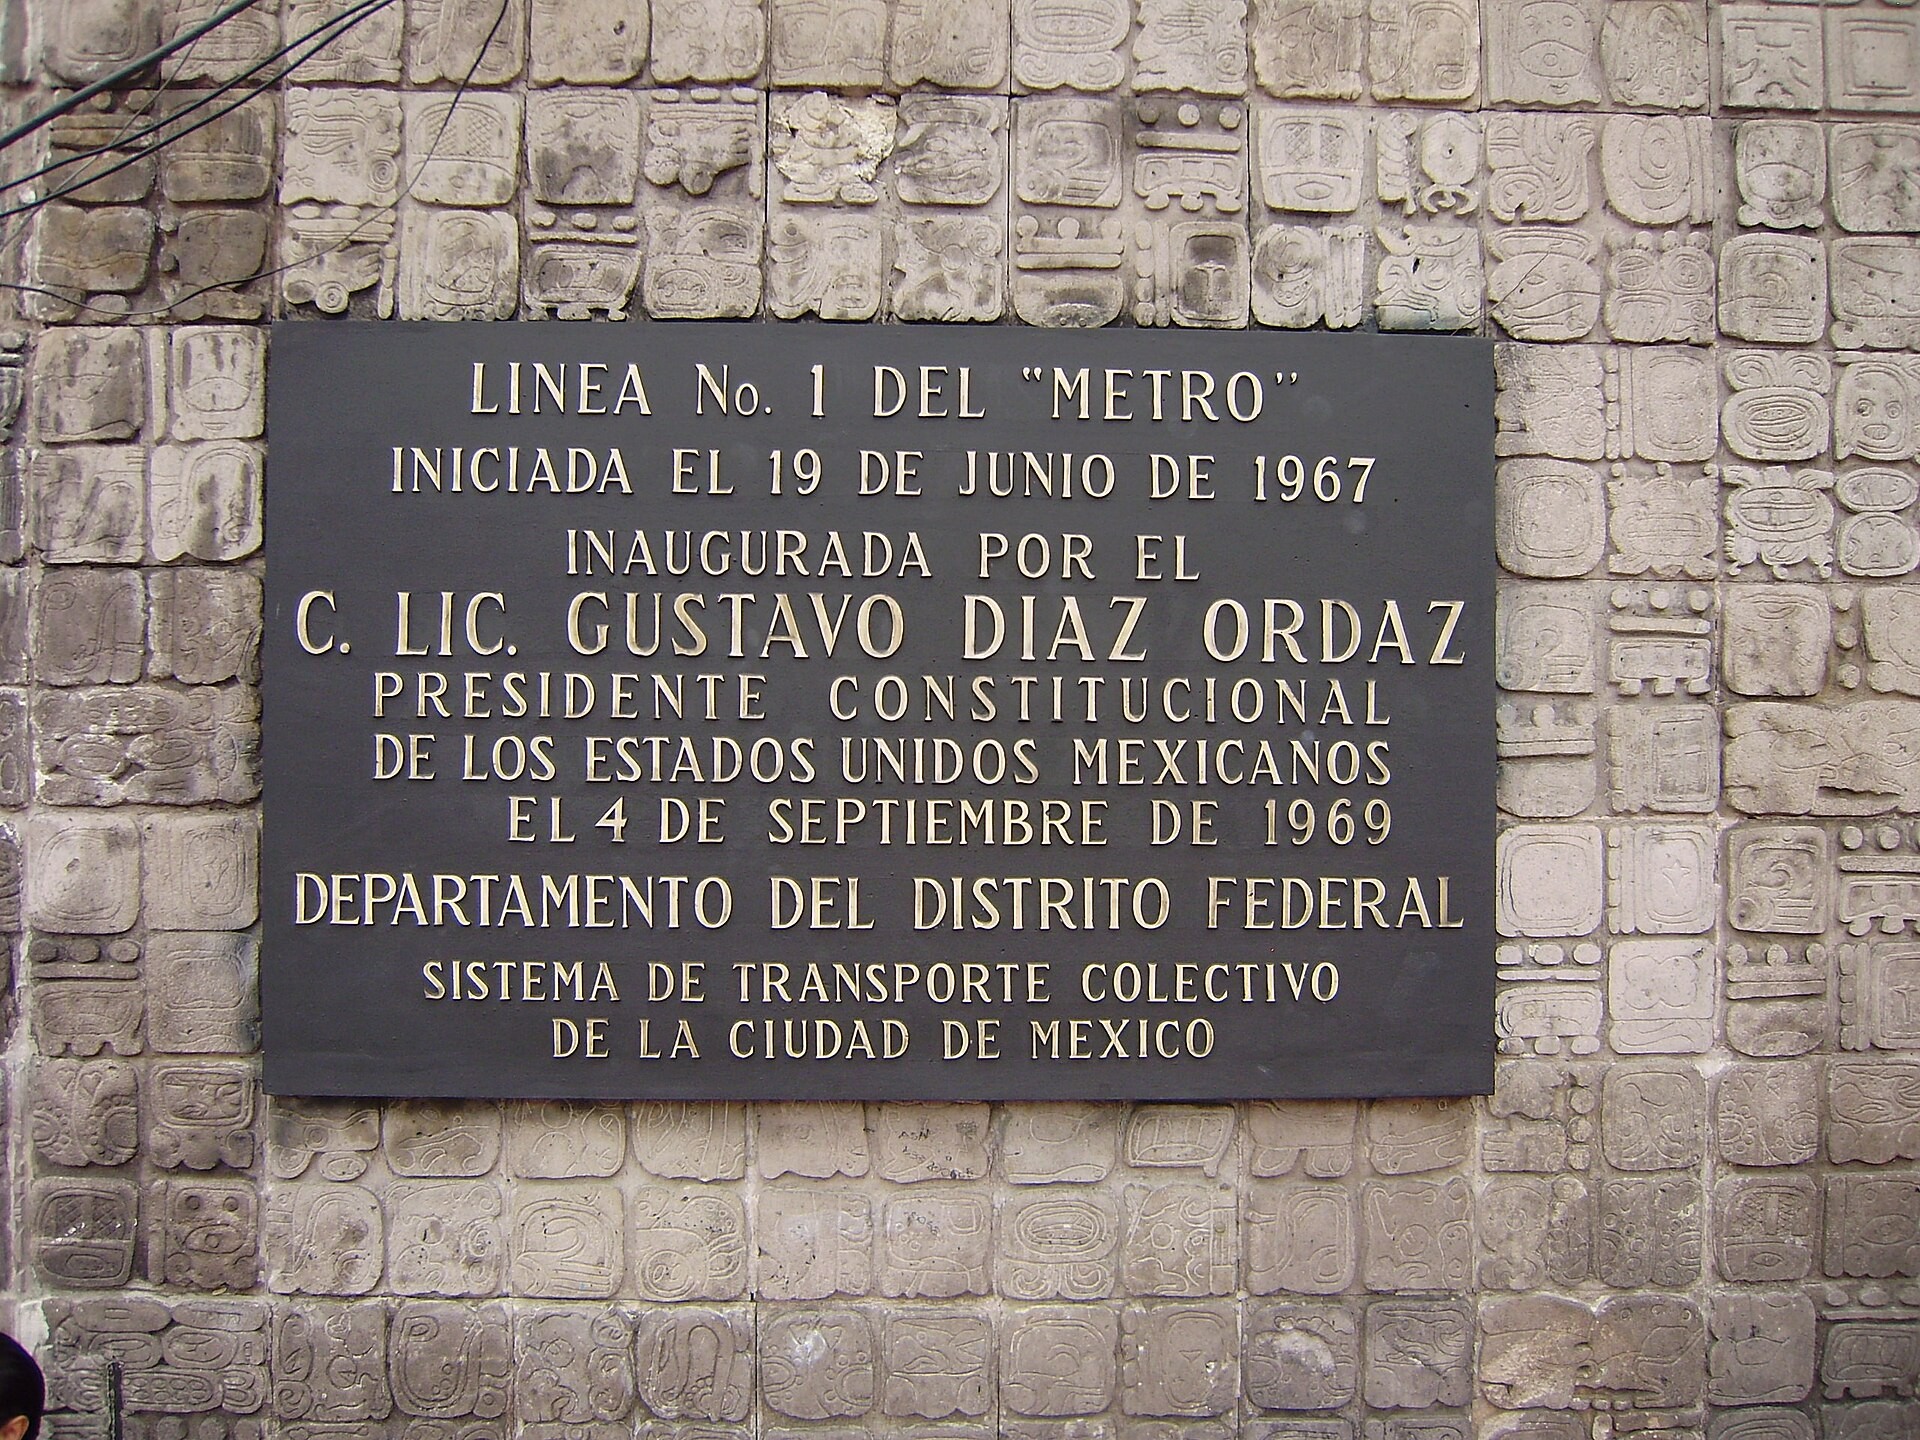 LINEA No. 1 DEL "METRO"
INICIADA EL 19 DE JUNIO DE 1967
INAUGURADA POR EL
C. LIC. GUSTAVO DIAZ ORDAZ
PRESIDENTE CONSTITUCIONAL
DE LOS ESTADOS UNIDOS MEXICANOS
EL 4 DE SEPTIEMBRE DE 1969
DEPARTAMENTO DEL DISTRITO FEDERAL
SISTEMA DE TRANSPORTE COLECTIVO
DE LA CIUDAD DE MEXICO